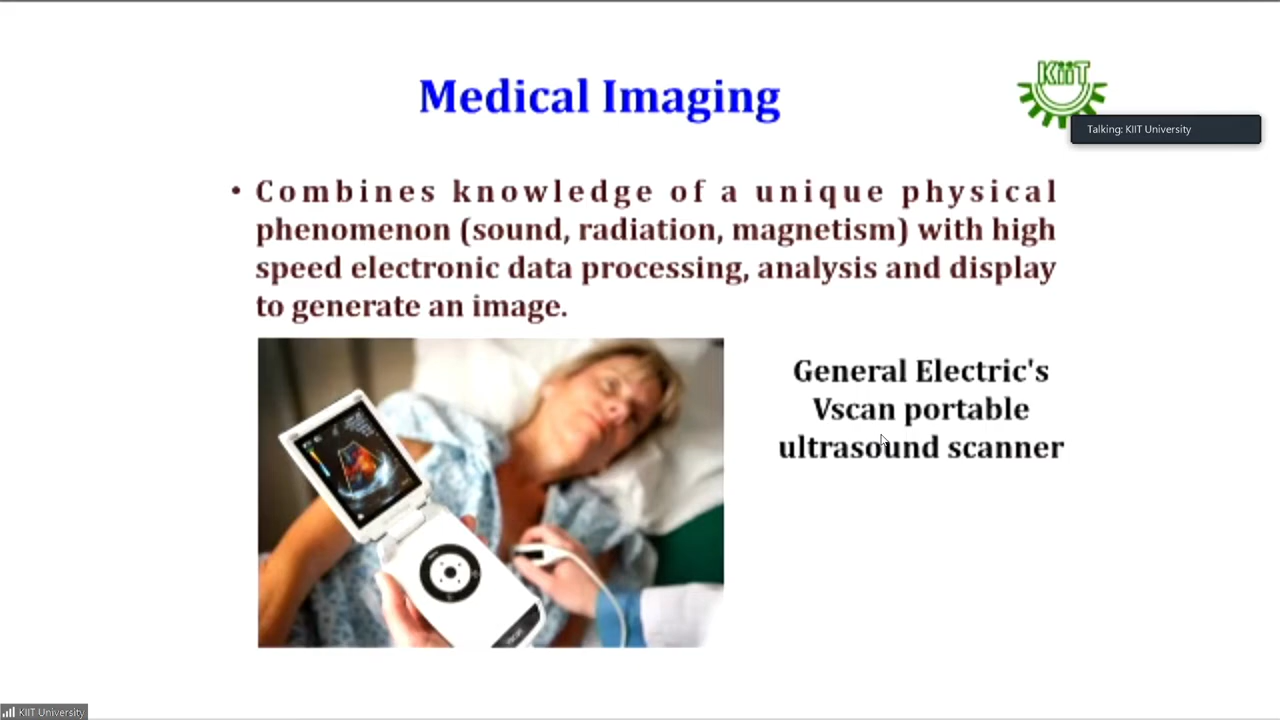 Medical Imaging
KiiT
Talking: KIIT University
• Combines knowledge of a unique physical
phenomenon (sound, radiation, magnetism) with high
speed electronic data processing, analysis and display
to generate an image.
General Electric's
Vscan portable
ultrasound scanner
KIIT University